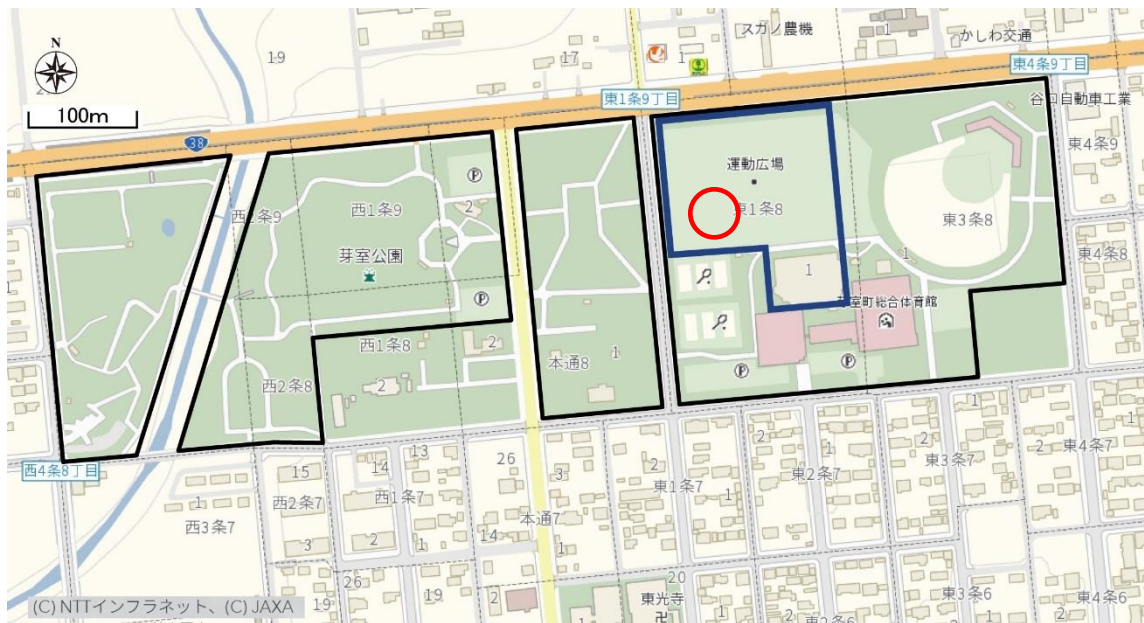 スガノ農機
1
かしわ交通
N
19
17
1
東4条9丁目
100m
東1条9丁目
谷口自動車工業
38
東4条9
運動広場
P
2
西2条9
西1条9
東1条8
東3条8
芽室公園
1
1
東4条8
P
芽室町総合体育館
西1条8
2
1
本通8
P
P
西2条8
2
西4条8丁目
15
14
13
26
3
2
2
1
1
2
東4条7
西2条7
西1条7
東1条7
東2条7
東3条7
1
西3条7
本通7
3
2
1
14
1
26
19
2
20
東光寺
卍
1
2
東2条6
1
東3条6
東4条6
(C)NTTインフラネット、(C)JAXA
19